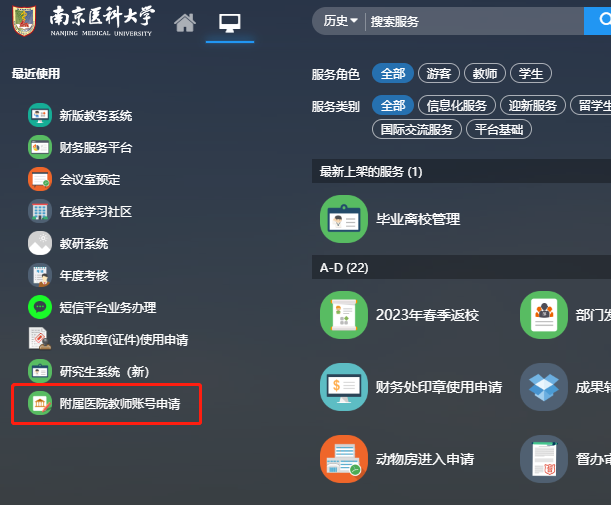 南京医科大学
NANJING MEDICAL UNIVERSITY
历史 搜索服务
最近使用
新版教务系统
财务服务平台
会议室预定
在线学习社区
教研系统
年度考核
短信平台业务办理
校级印章(证件)使用申请
研究生系统（新）
附属医院教师账号申请
服务角色 全部 游客 教师 学生
服务类别 全部 信息化服务 迎新服务 留学生
国际交流服务 平台基础
最新上架的服务 (1)
毕业离校管理
A-D (22)
2023年春季返校 部门发
财务处印章使用申请 成果转
动物房进入申请 督办审